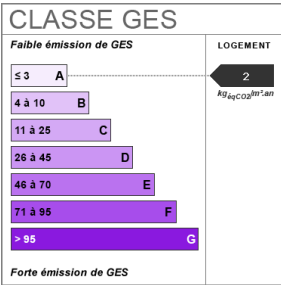 CLASSE GES
Faible émission de GES
LOGEMENT
≤ 3 A
2
kgéqCO2/m².an
4 à 10 B
11 à 25 C
26 à 45 D
46 à 70 E
71 à 95 F
> 95 G
Forte émission de GES